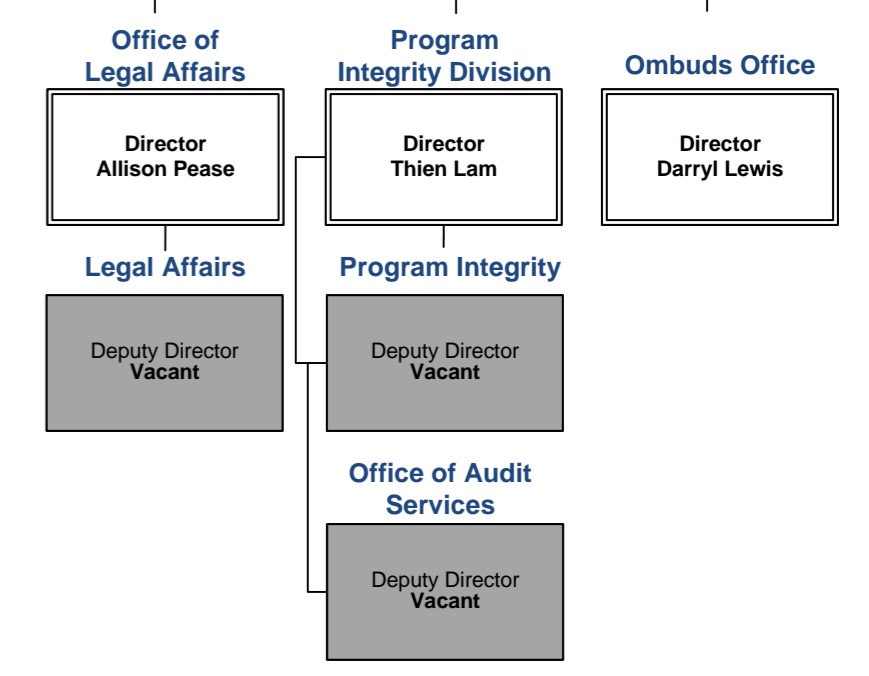 Office of
Legal Affairs
Director
Allison Pease
Legal Affairs
Deputy Director
Vacant
Program
Integrity Division
Director
Thien Lam
Program Integrity
Deputy Director
Vacant
Office of Audit
Services
Deputy Director
Vacant
Ombuds Office
Director
Darryl Lewis